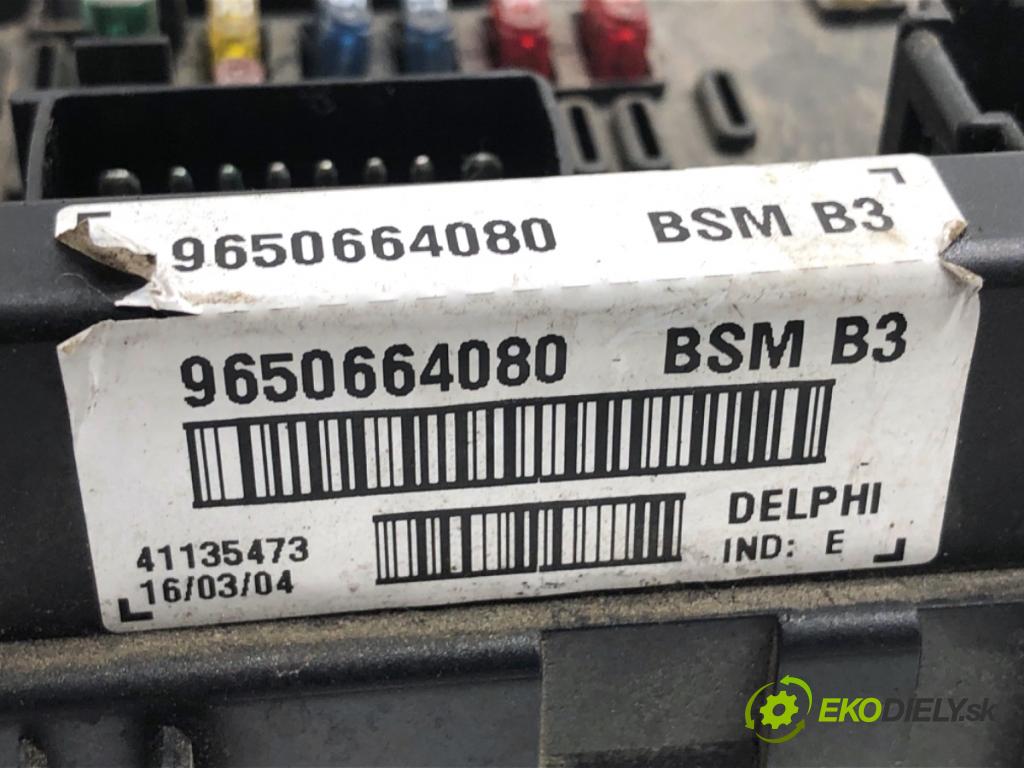 9650664080 BSM B3
9650664080 BSM B3
DELPHI
41135473
IND: E
16/03/04
EKODIELY.sk